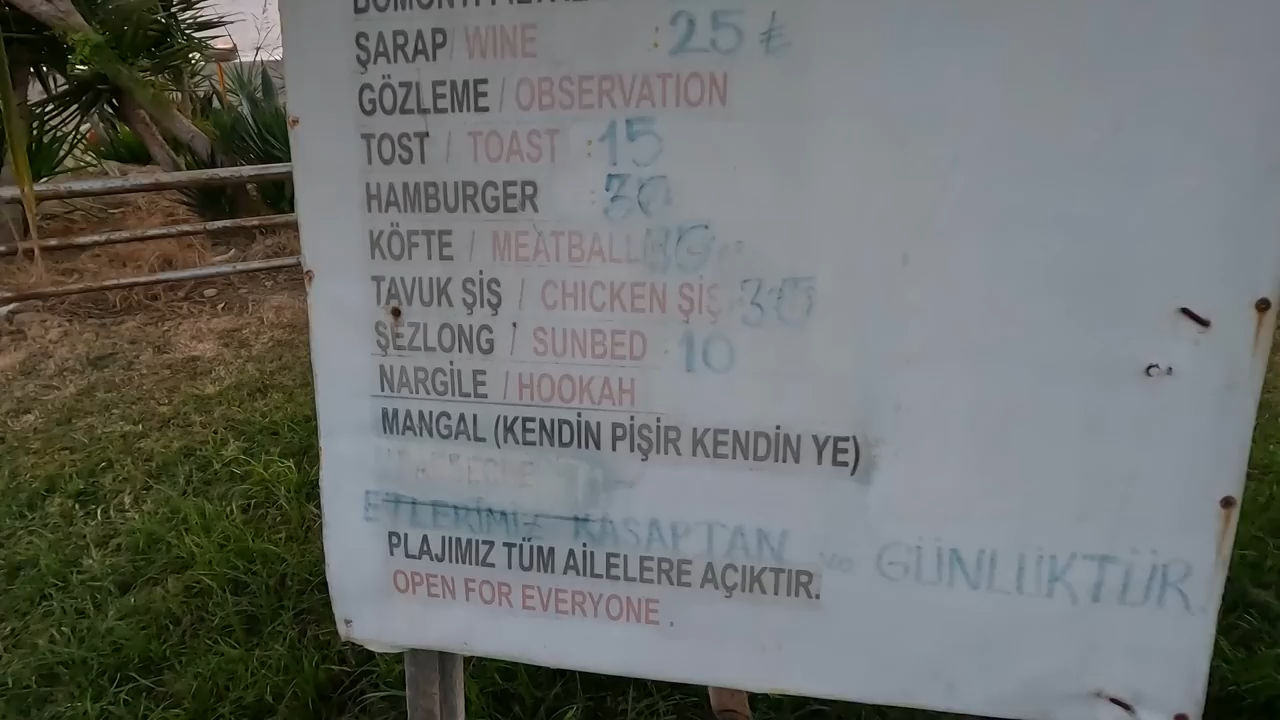 ŞARAP/ WINE :25 ₺
GÖZLEME / OBSERVATION
TOST / TOAST :15
HAMBURGER :30
KÖFTE / MEATBALL
TAVUK ŞİŞ / CHICKEN ŞİŞ 30
ŞEZLONG / SUNBED 10
NARGİLE / HOOKAH
MANGAL (KENDİN PİŞİR KENDİN YE)
ETLERİMİZ KASAPTAN ve GÜNLÜKTÜR
PLAJIMIZ TÜM AİLELERE AÇIKTIR.
OPEN FOR EVERYONE .